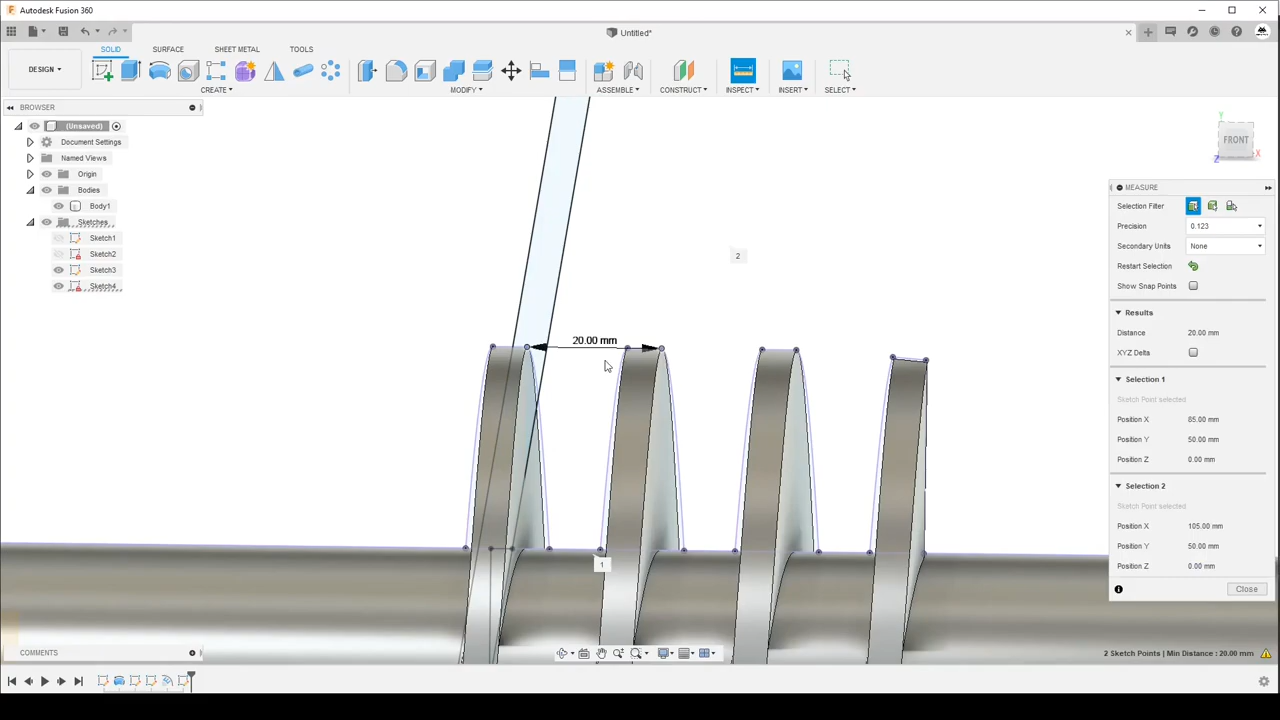 Autodesk Fusion 360
Untitled*
DESIGN
SOLID
SURFACE
SHEET METAL
TOOLS
CREATE
MODIFY
ASSEMBLE
CONSTRUCT
INSPECT
INSERT
SELECT
BROWSER
(Unsaved)
Document Settings
Named Views
Origin
Bodies
Body1
Sketches
Sketch1
Sketch2
Sketch3
Sketch4
Y
FRONT
Z
X
2
20.00 mm
1
MEASURE
Selection Filter
Precision
0.123
Secondary Units
None
Restart Selection
Show Snap Points
Results
Distance
20.00 mm
XYZ Delta
Selection 1
Sketch Point selected
Position X
85.00 mm
Position Y
50.00 mm
Position Z
0.00 mm
Selection 2
Sketch Point selected
Position X
105.00 mm
Position Y
50.00 mm
Position Z
0.00 mm
Close
COMMENTS
2 Sketch Points | Min Distance : 20.00 mm